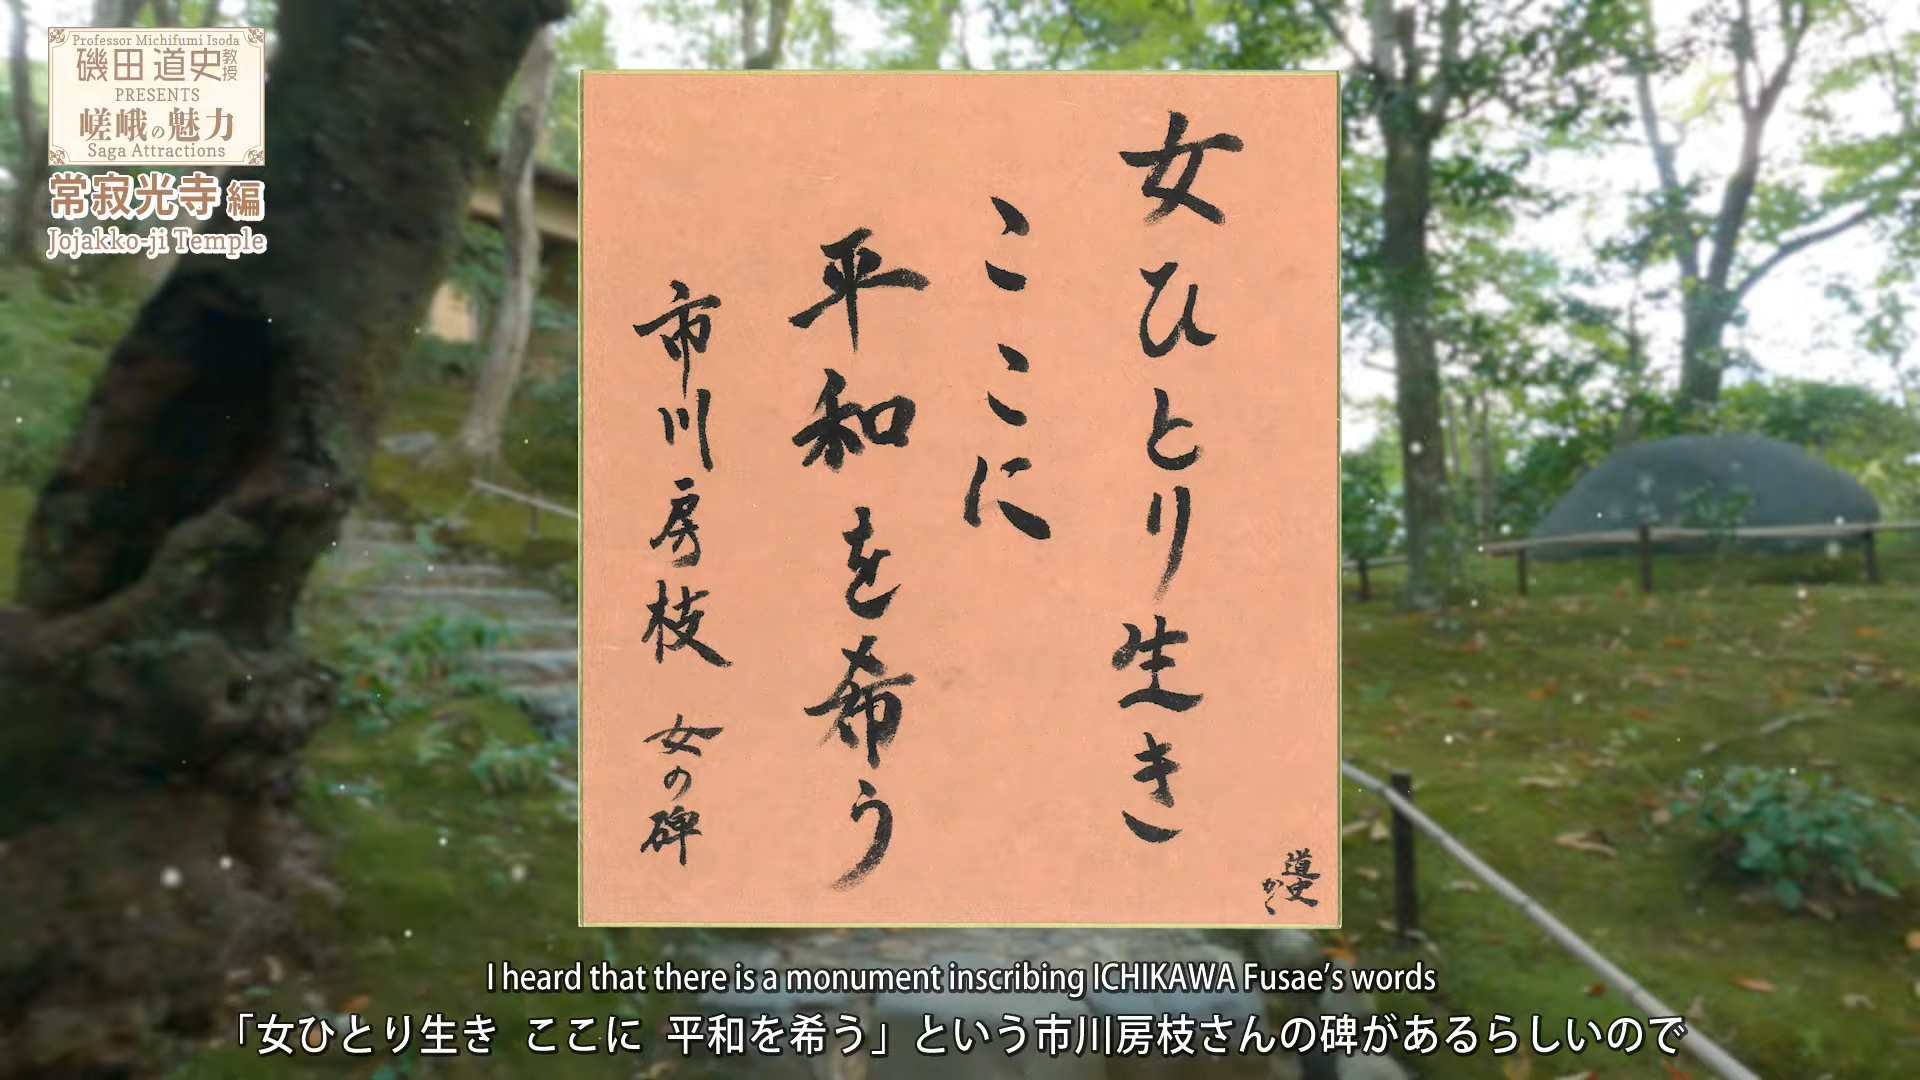 Professor Michifumi Isoda
磯田 道史教授
PRESENTS
嵯峨の魅力
Saga Attractions
常寂光寺 編
Jojakko-ji Temple
女ひとり生き
ここに
平和を希う
市川房枝 女の碑
道史
かく
I heard that there is a monument inscribing ICHIKAWA Fusae’s words
「女ひとり生き ここに 平和を希う」という市川房枝さんの碑があるらしいので